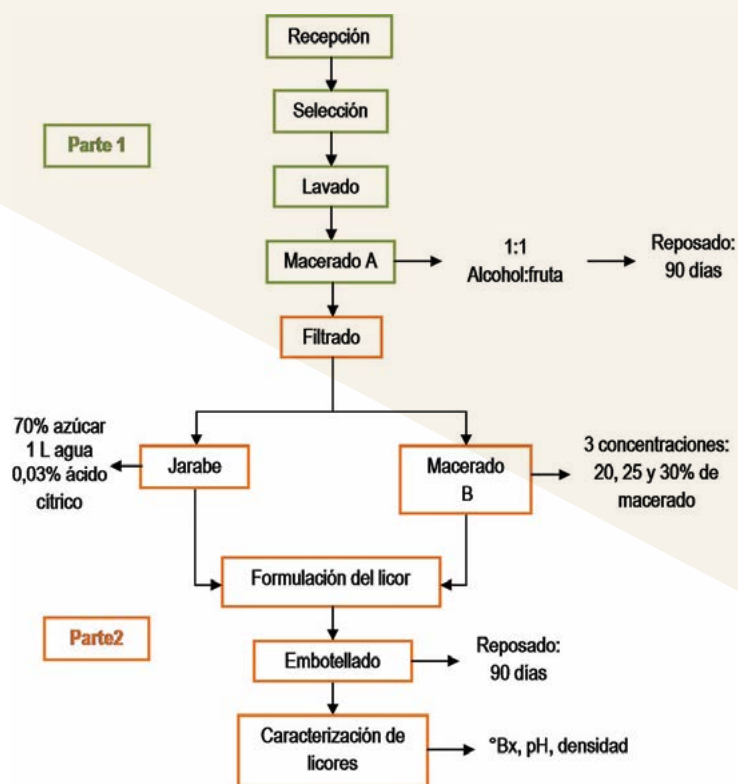 Recepción
Selección
Parte 1
Lavado
Macerado A
1:1
Alcohol:fruta
Reposado:
90 días
Filtrado
70% azúcar
1 L agua
0,03% ácido
cítrico
Jarabe
Macerado
B
3 concentraciones:
20, 25 y 30% de
macerado
Formulación del licor
Parte2
Embotellado
Reposado:
90 días
Caracterización de
licores
°Bx, pH, densidad